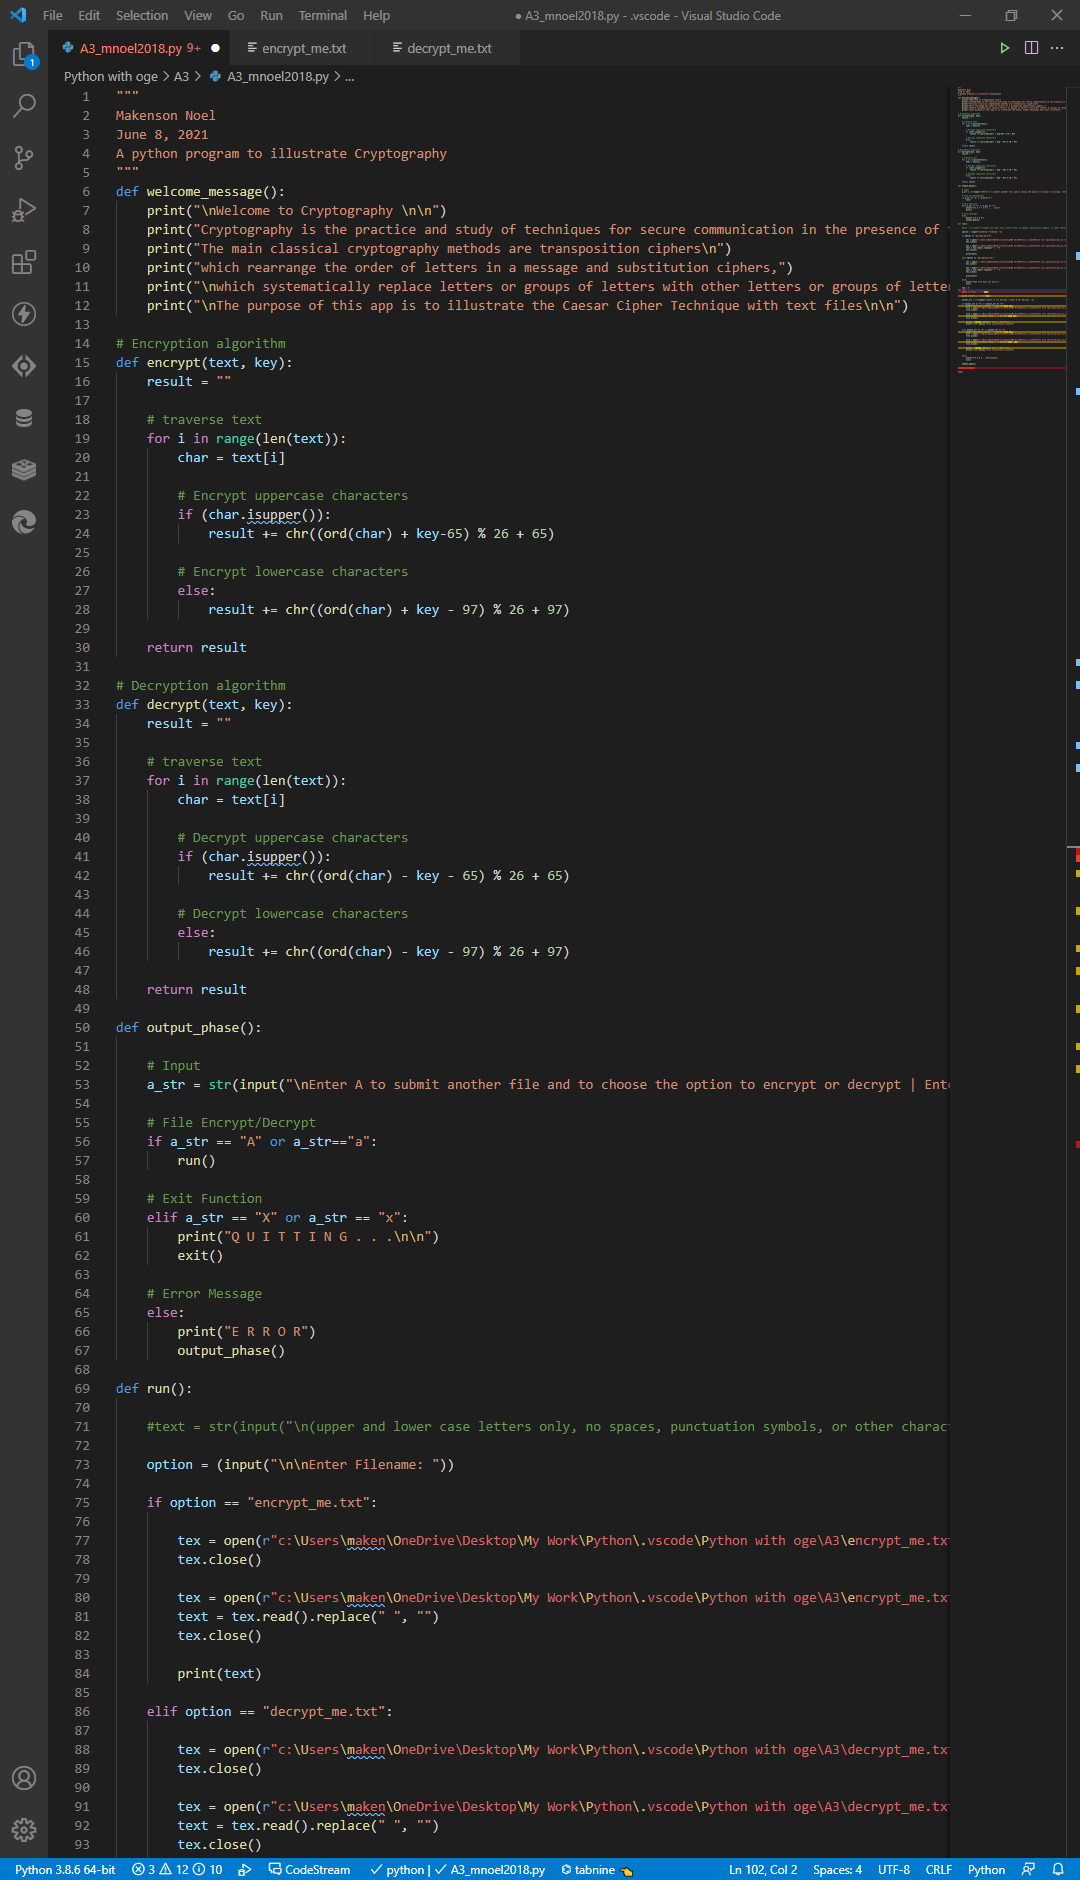 File Edit Selection View Go Run Terminal Help ● A3_mnoel2018.py - .vscode - Visual Studio Code
A3_mnoel2018.py 9+ ● encrypt_me.txt decrypt_me.txt
Python with oge > A3 > A3_mnoel2018.py > ...
1 """
2 Makenson Noel
3 June 8, 2021
4 A python program to illustrate Cryptography
5 """
6 def welcome_message():
7 print("\nWelcome to Cryptography \n\n")
8 print("Cryptography is the practice and study of techniques for secure communication in the presence of
9 print("The main classical cryptography methods are transposition ciphers\n")
10 print("which rearrange the order of letters in a message and substitution ciphers,")
11 print("\nwhich systematically replace letters or groups of letters with other letters or groups of lette
12 print("\nThe purpose of this app is to illustrate the Caesar Cipher Technique with text files\n\n")
13
14 # Encryption algorithm
15 def encrypt(text, key):
16 result = ""
17
18 # traverse text
19 for i in range(len(text)):
20 char = text[i]
21
22 # Encrypt uppercase characters
23 if (char.isupper()):
24 result += chr((ord(char) + key-65) % 26 + 65)
25
26 # Encrypt lowercase characters
27 else:
28 result += chr((ord(char) + key - 97) % 26 + 97)
29
30 return result
31
32 # Decryption algorithm
33 def decrypt(text, key):
34 result = ""
35
36 # traverse text
37 for i in range(len(text)):
38 char = text[i]
39
40 # Decrypt uppercase characters
41 if (char.isupper()):
42 result += chr((ord(char) - key - 65) % 26 + 65)
43
44 # Decrypt lowercase characters
45 else:
46 result += chr((ord(char) - key - 97) % 26 + 97)
47
48 return result
49
50 def output_phase():
51
52 # Input
53 a_str = str(input("\nEnter A to submit another file and to choose the option to encrypt or decrypt | Ent
54
55 # File Encrypt/Decrypt
56 if a_str == "A" or a_str=="a":
57 run()
58
59 # Exit Function
60 elif a_str == "X" or a_str == "x":
61 print("Q U I T T I N G . . .\n\n")
62 exit()
63
64 # Error Message
65 else:
66 print("E R R O R")
67 output_phase()
68
69 def run():
70
71 #text = str(input("\n(upper and lower case letters only, no spaces, punctuation symbols, or other charac
72
73 option = (input("\n\nEnter Filename: "))
74
75 if option == "encrypt_me.txt":
76
77 tex = open(r"c:\Users\maken\OneDrive\Desktop\My Work\Python\.vscode\Python with oge\A3\encrypt_me.tx
78 tex.close()
79
80 tex = open(r"c:\Users\maken\OneDrive\Desktop\My Work\Python\.vscode\Python with oge\A3\encrypt_me.tx
81 text = tex.read().replace(" ", "")
82 tex.close()
83
84 print(text)
85
86 elif option == "decrypt_me.txt":
87
88 tex = open(r"c:\Users\maken\OneDrive\Desktop\My Work\Python\.vscode\Python with oge\A3\decrypt_me.tx
89 tex.close()
90
91 tex = open(r"c:\Users\maken\OneDrive\Desktop\My Work\Python\.vscode\Python with oge\A3\decrypt_me.tx
92 text = tex.read().replace(" ", "")
93 tex.close()
1
Python 3.8.6 64-bit 3 12 10 CodeStream ✓ python | ✓ A3_mnoel2018.py tabnine Ln 102, Col 2 Spaces: 4 UTF-8 CRLF Python